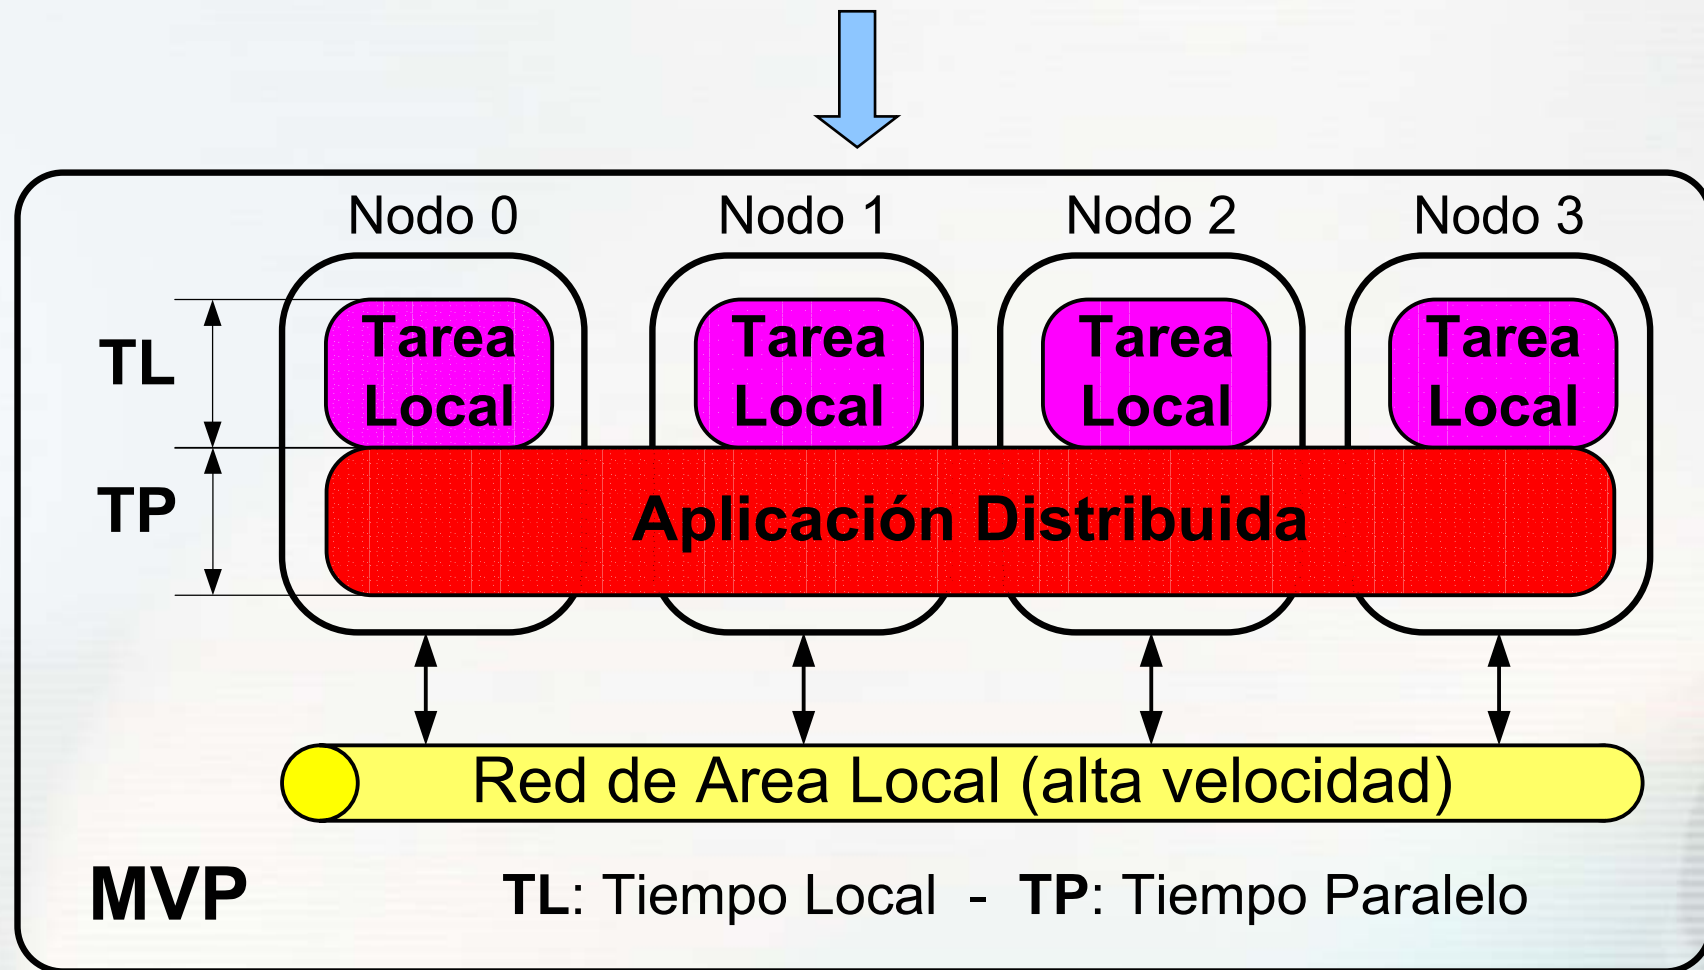 Nodo 0 Nodo 1 Nodo 2 Nodo 3
TL
Tarea Local
Tarea Local
Tarea Local
Tarea Local
TP
Aplicación Distribuida
Red de Area Local (alta velocidad)
MVP
TL: Tiempo Local - TP: Tiempo Paralelo